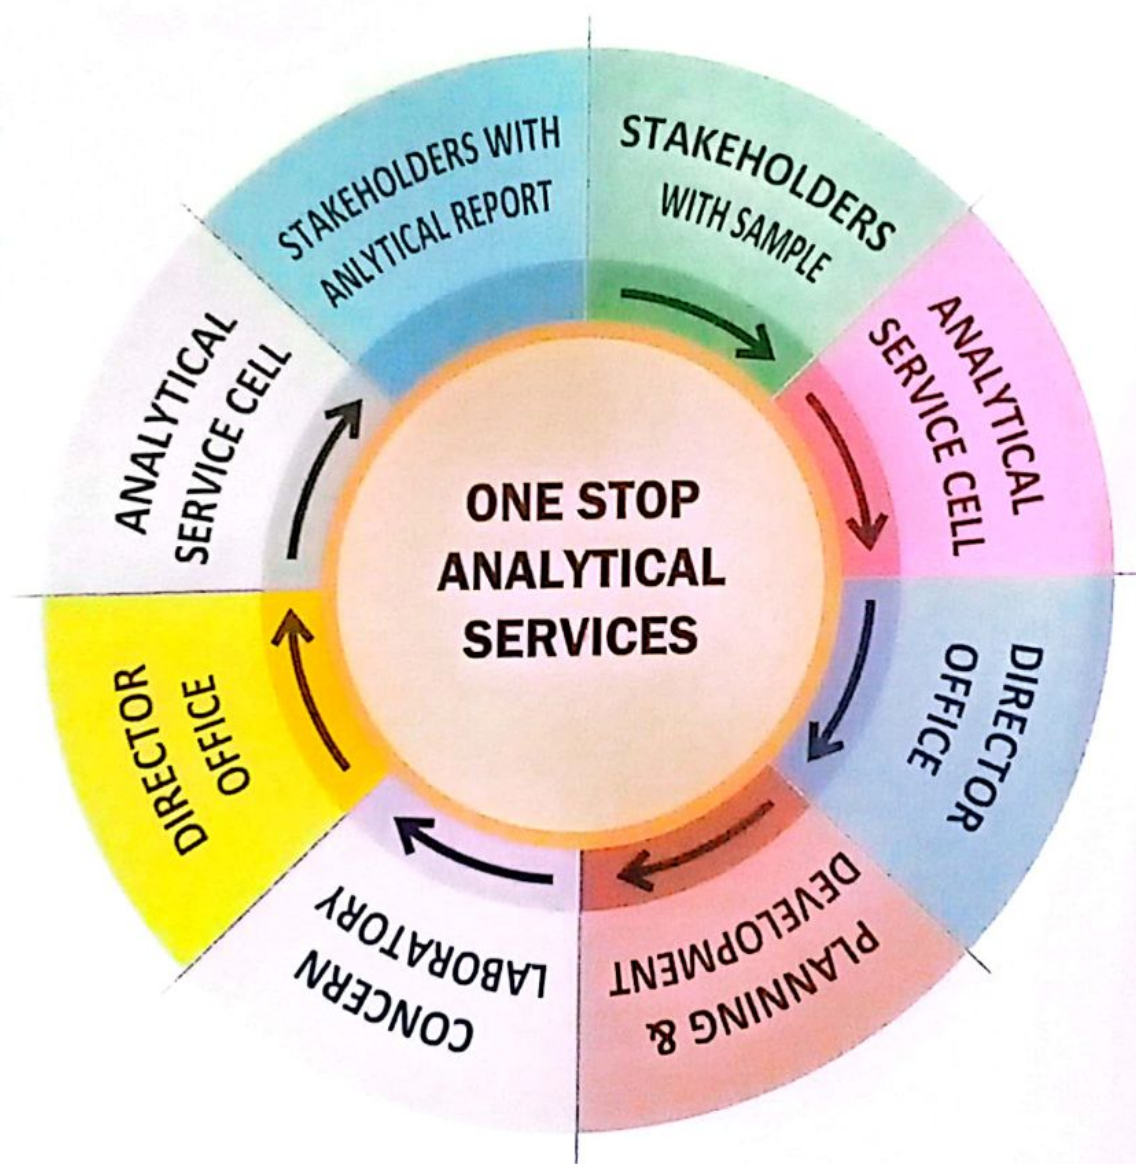 ONE STOP
ANALYTICAL
SERVICES
STAKEHOLDERS
WITH SAMPLE
ANALYTICAL
SERVICE CELL
DIRECTOR
OFFICE
PLANNING &
DEVELOPMENT
CONCERN
LABORATORY
DIRECTOR
OFFICE
ANALYTICAL
SERVICE CELL
STAKEHOLDERS WITH
ANLYTICAL REPORT